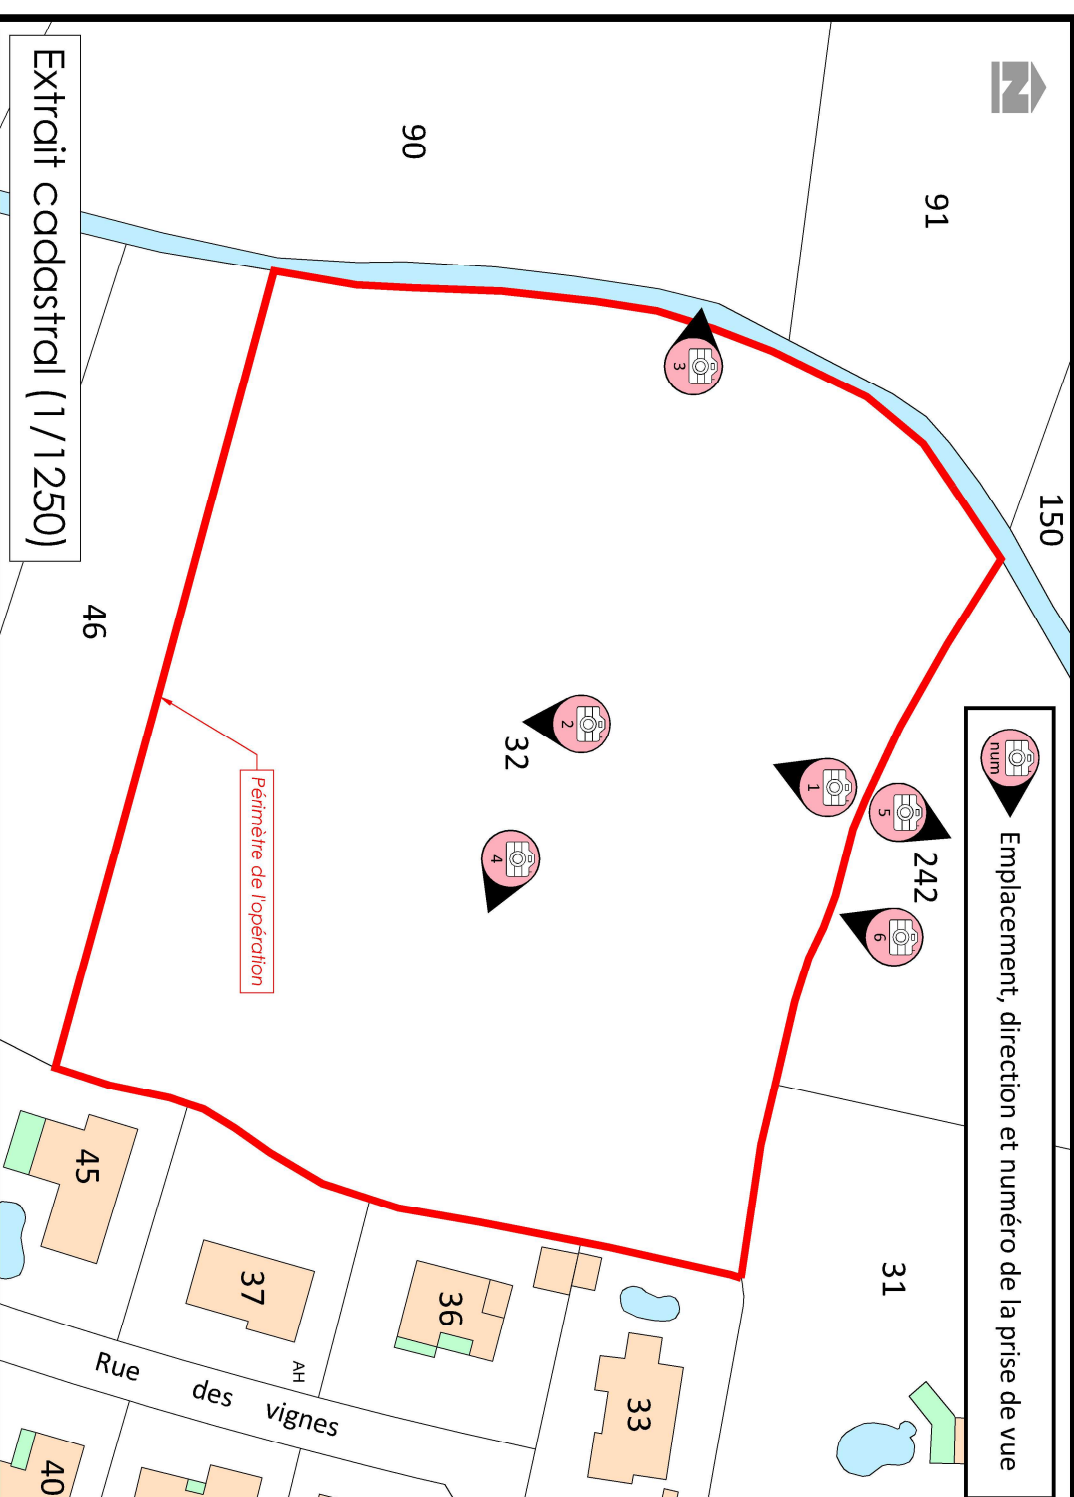 N
91
90
150
Extrait cadastral (1/1250)
num
Emplacement, direction et numéro de la prise de vue
3
46
2
32
1
5
242
4
6
Périmètre de l'opération
31
45
37
36
33
AH
Rue des vignes
40